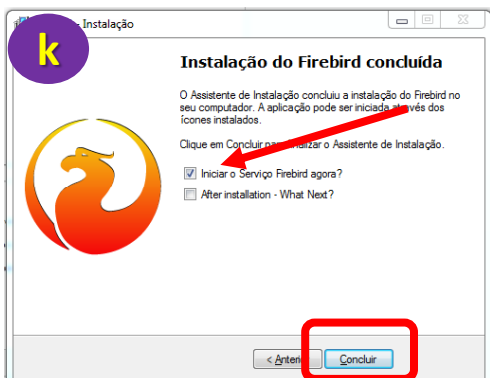 - Instalação
k
Instalação do Firebird concluída
O Assistente de Instalação concluiu a instalação do Firebird no
seu computador. A aplicação pode ser iniciada através dos
ícones instalados.
Clique em Concluir para finalizar o Assistente de Instalação.
Iniciar o Serviço Firebird agora?
After installation - What Next?
< Anterior
Concluir